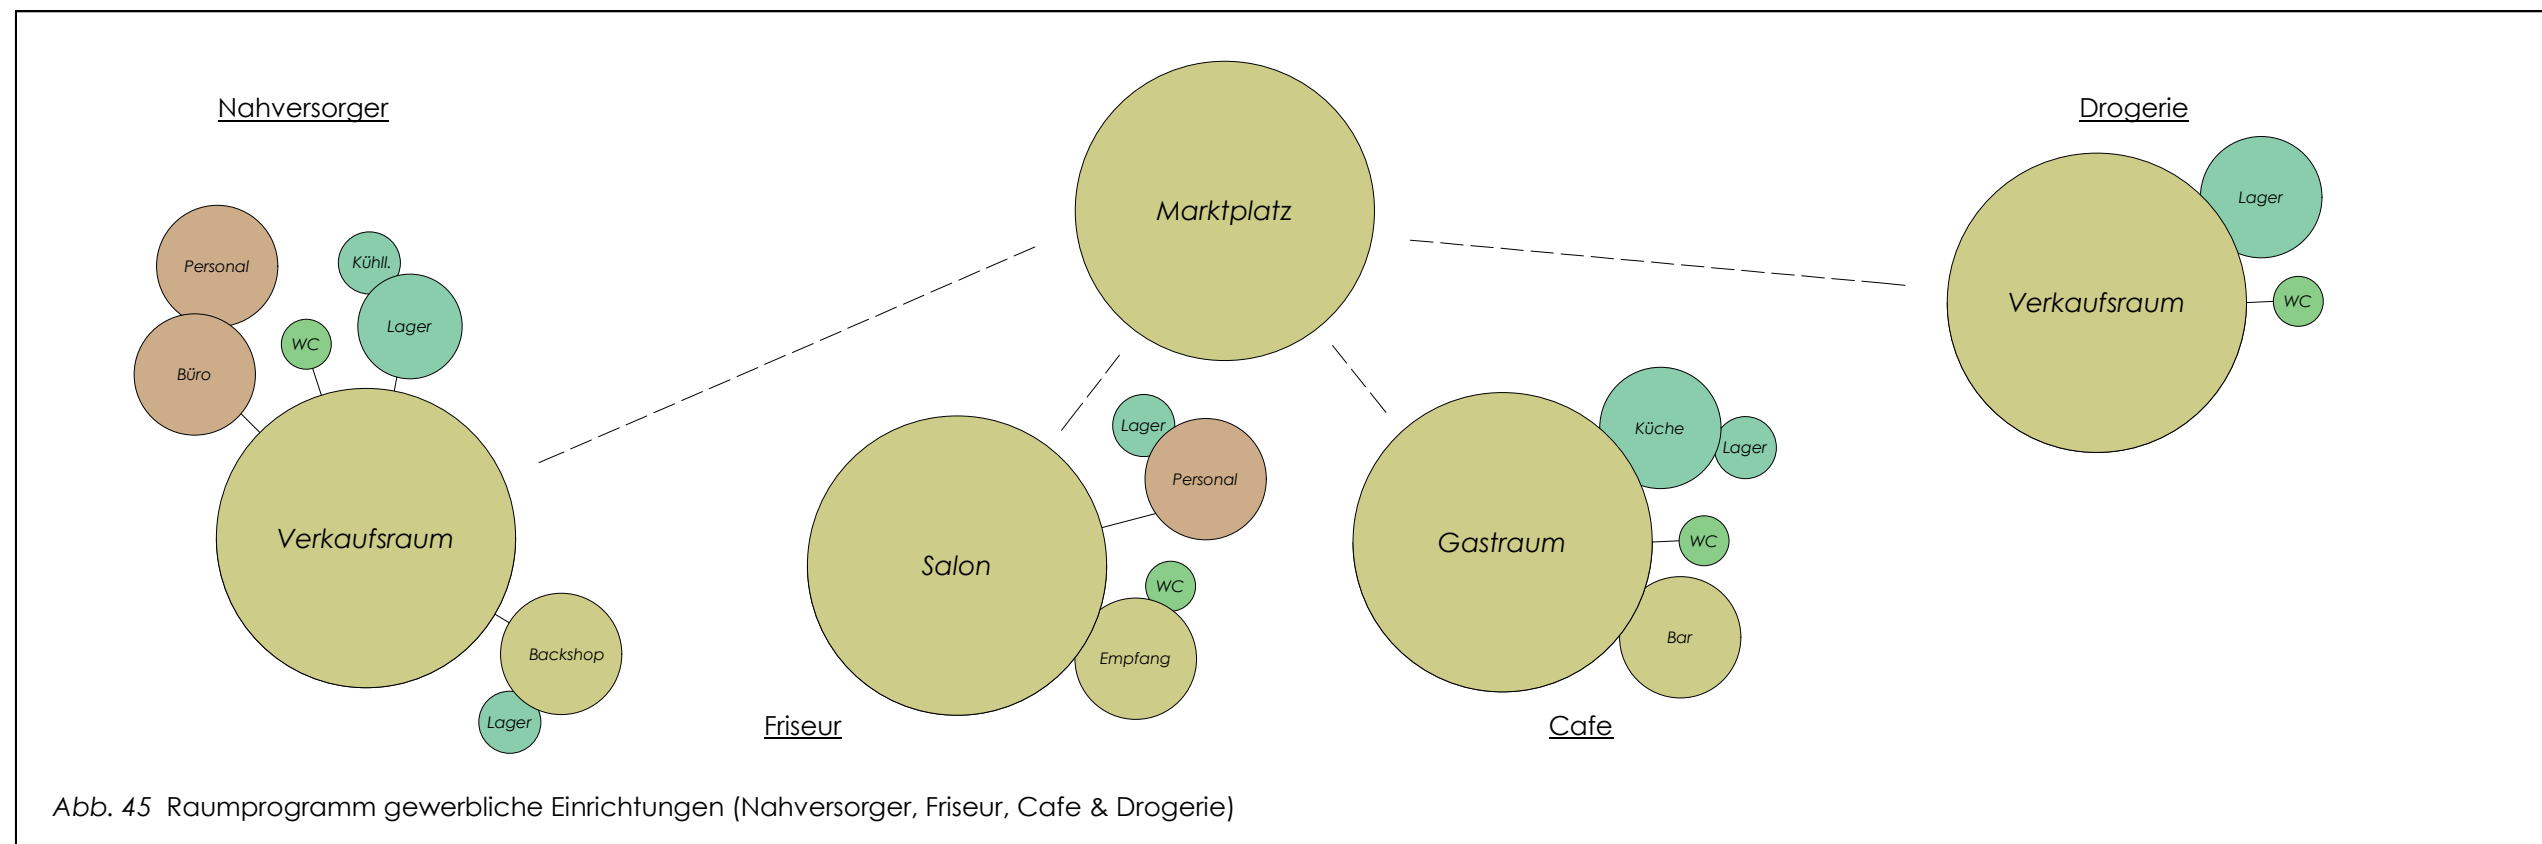 Nahversorger
Personal
Kühll.
Büro
WC
Lager
Verkaufsraum
Backshop
Lager
Marktplatz
Friseur
Salon
Lager
Personal
WC
Empfang
Cafe
Gastraum
Küche
Lager
WC
Bar
Drogerie
Verkaufsraum
Lager
WC
Abb. 45 Raumprogramm gewerbliche Einrichtungen (Nahversorger, Friseur, Cafe & Drogerie)